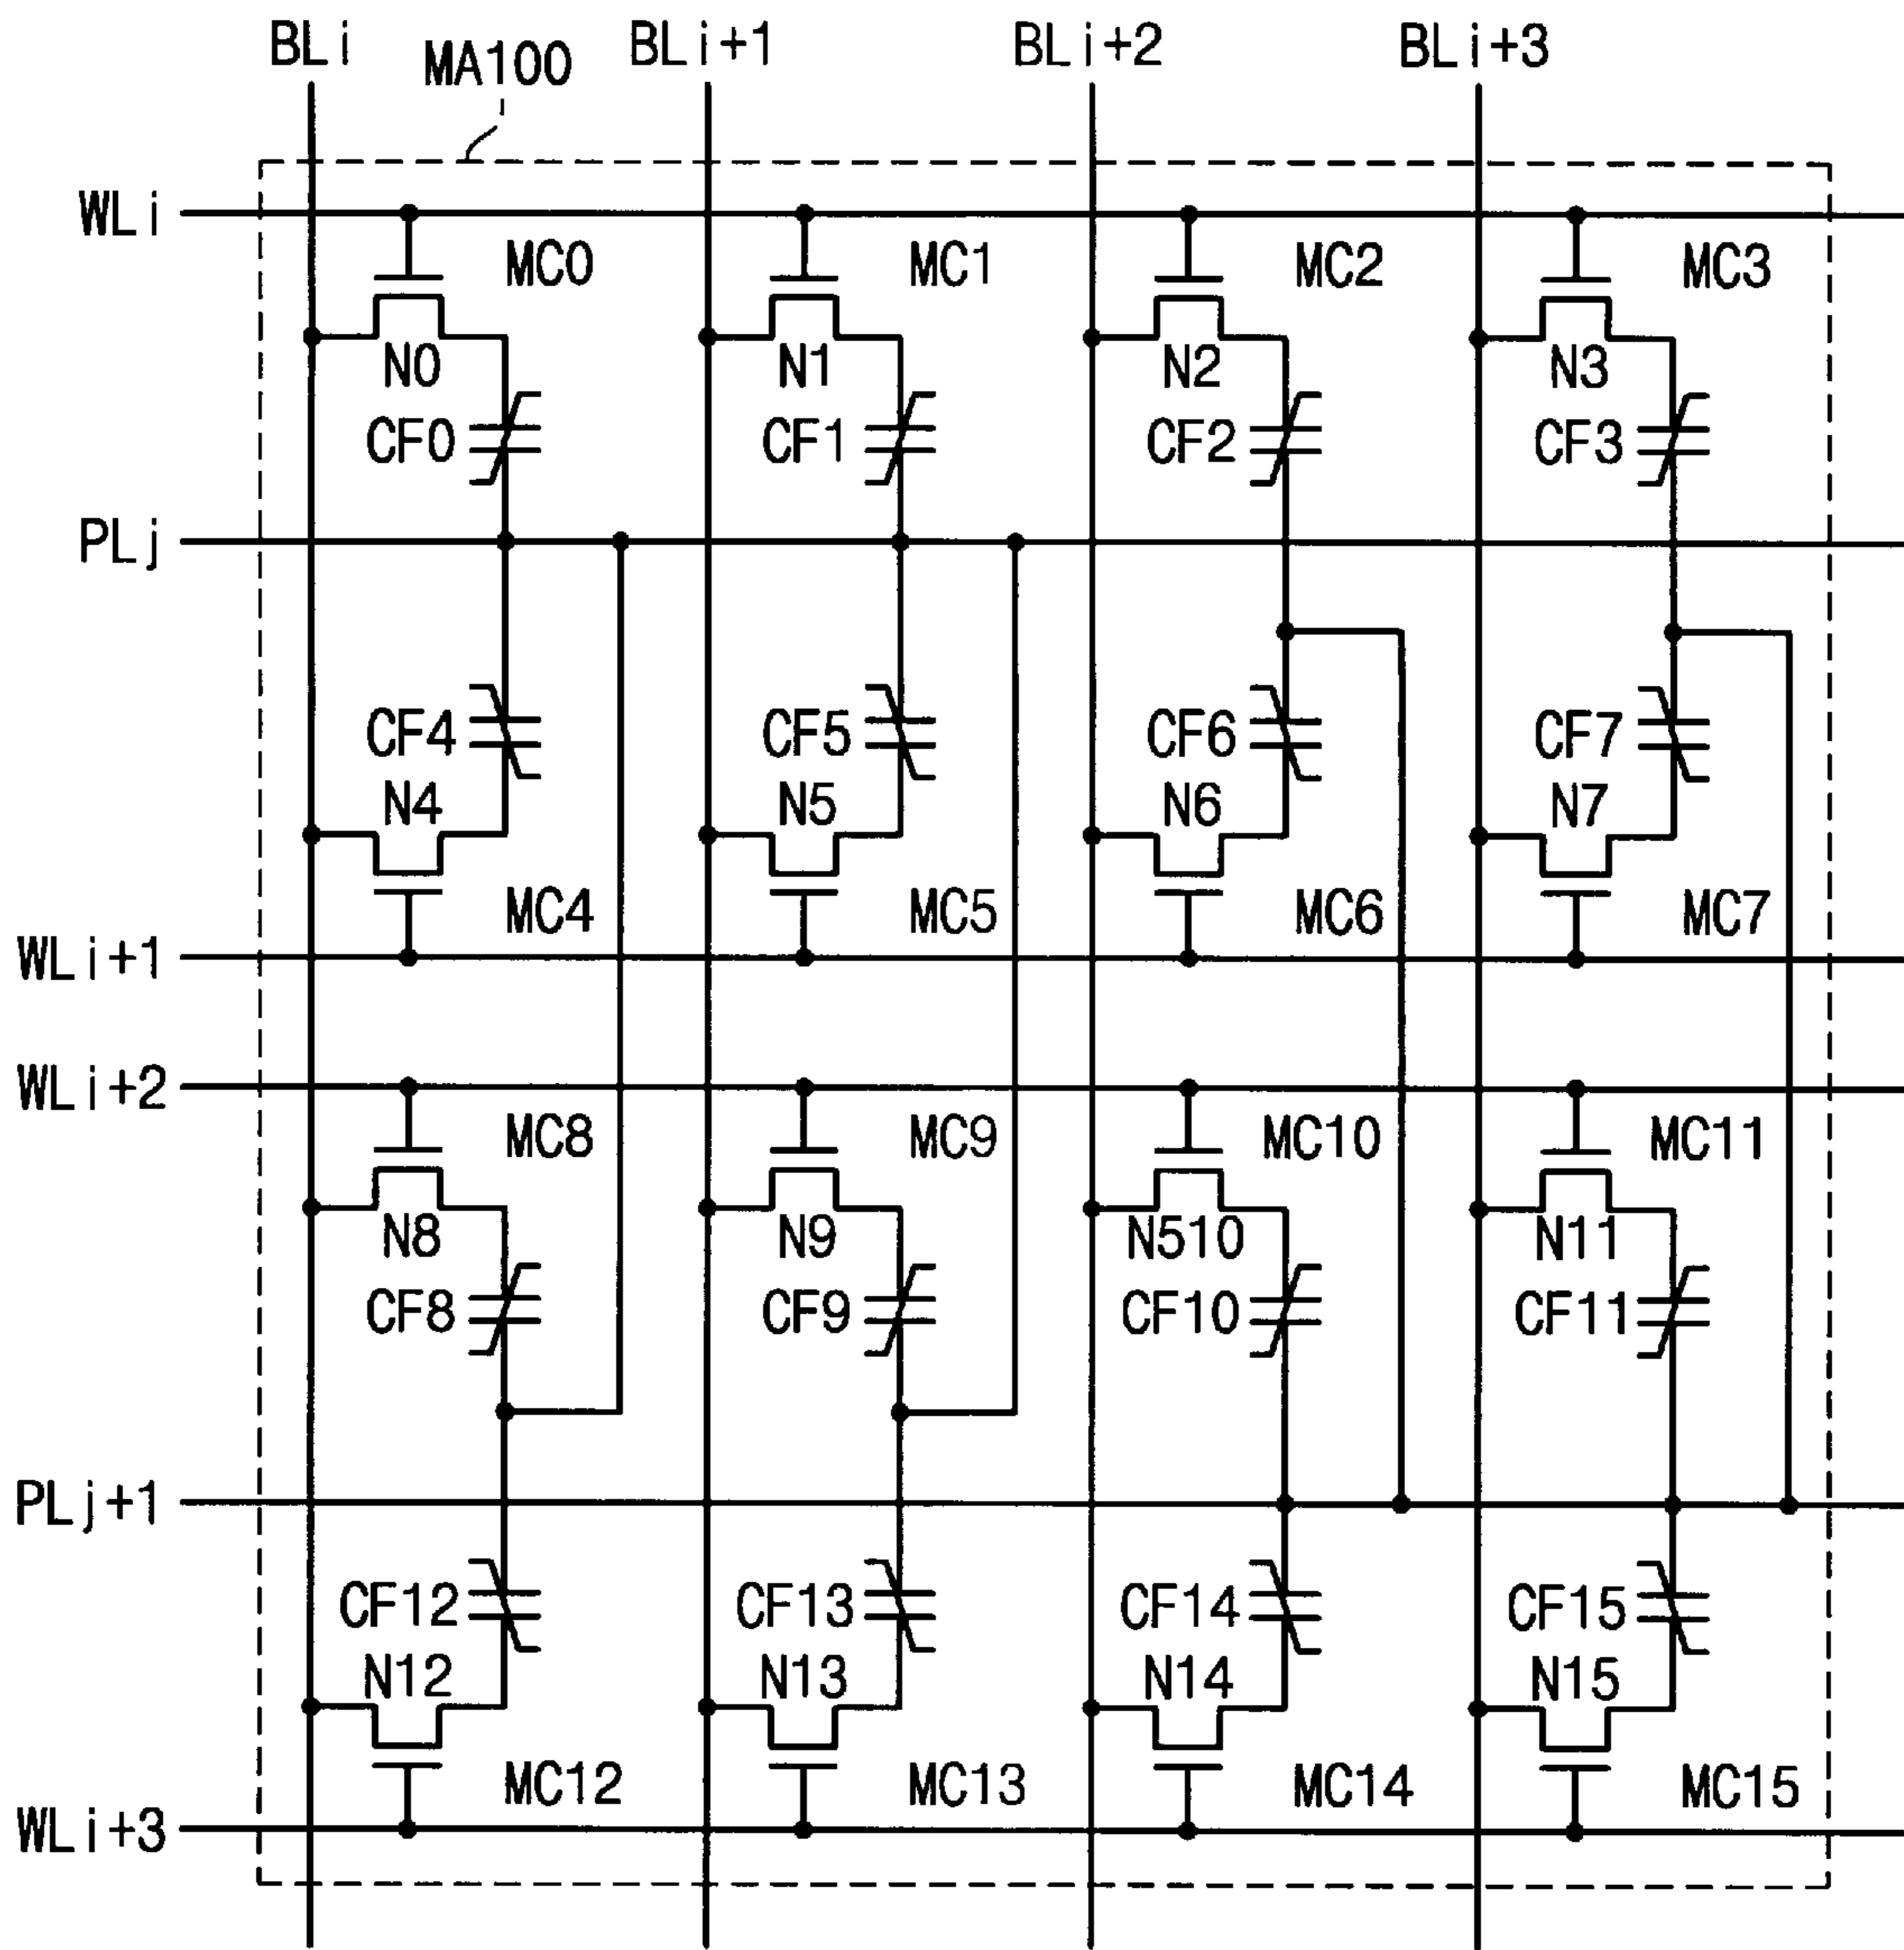 BLi MA100 BLi+1 BLi+2 BLi+3
WLi
MC0 MC1 MC2 MC3
N0 N1 N2 N3
CF0 CF1 CF2 CF3
PLj
CF4 CF5 CF6 CF7
N4 N5 N6 N7
MC4 MC5 MC6 MC7
WLi+1
WLi+2
MC8 MC9 MC10 MC11
N8 N9 N510 N11
CF8 CF9 CF10 CF11
PLj+1
CF12 CF13 CF14 CF15
N12 N13 N14 N15
MC12 MC13 MC14 MC15
WLi+3